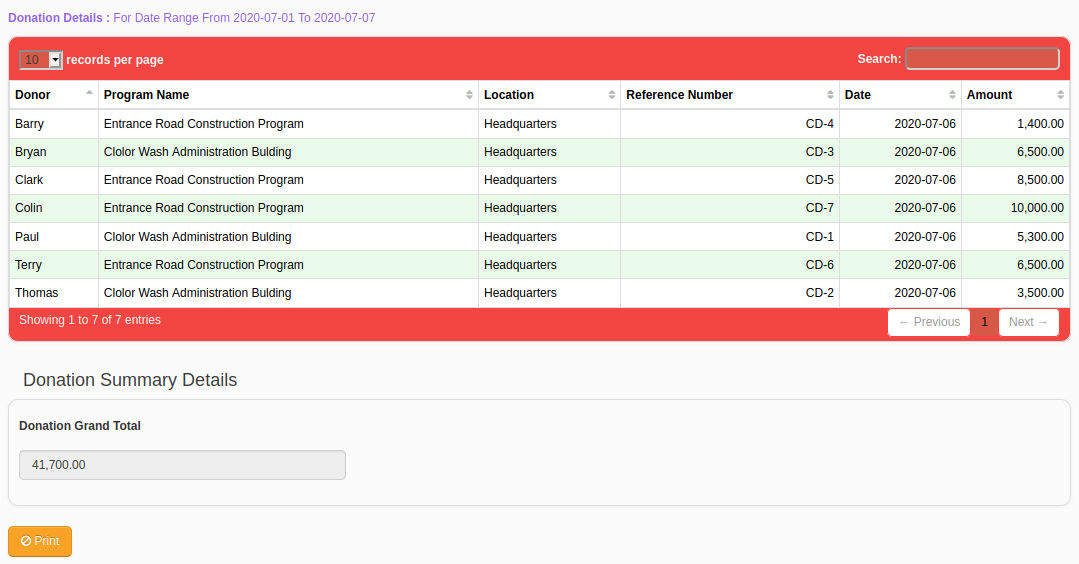 Donation Details : For Date Range From 2020-07-01 To 2020-07-07
10 records per page Search:
Donor Program Name Location Reference Number Date Amount
Barry Entrance Road Construction Program Headquarters CD-4 2020-07-06 1,400.00
Bryan Clolor Wash Administration Bulding Headquarters CD-3 2020-07-06 6,500.00
Clark Entrance Road Construction Program Headquarters CD-5 2020-07-06 8,500.00
Colin Entrance Road Construction Program Headquarters CD-7 2020-07-06 10,000.00
Paul Clolor Wash Administration Bulding Headquarters CD-1 2020-07-06 5,300.00
Terry Entrance Road Construction Program Headquarters CD-6 2020-07-06 6,500.00
Thomas Clolor Wash Administration Bulding Headquarters CD-2 2020-07-06 3,500.00
Showing 1 to 7 of 7 entries ← Previous 1 Next →
Donation Summary Details
Donation Grand Total
41,700.00
Print